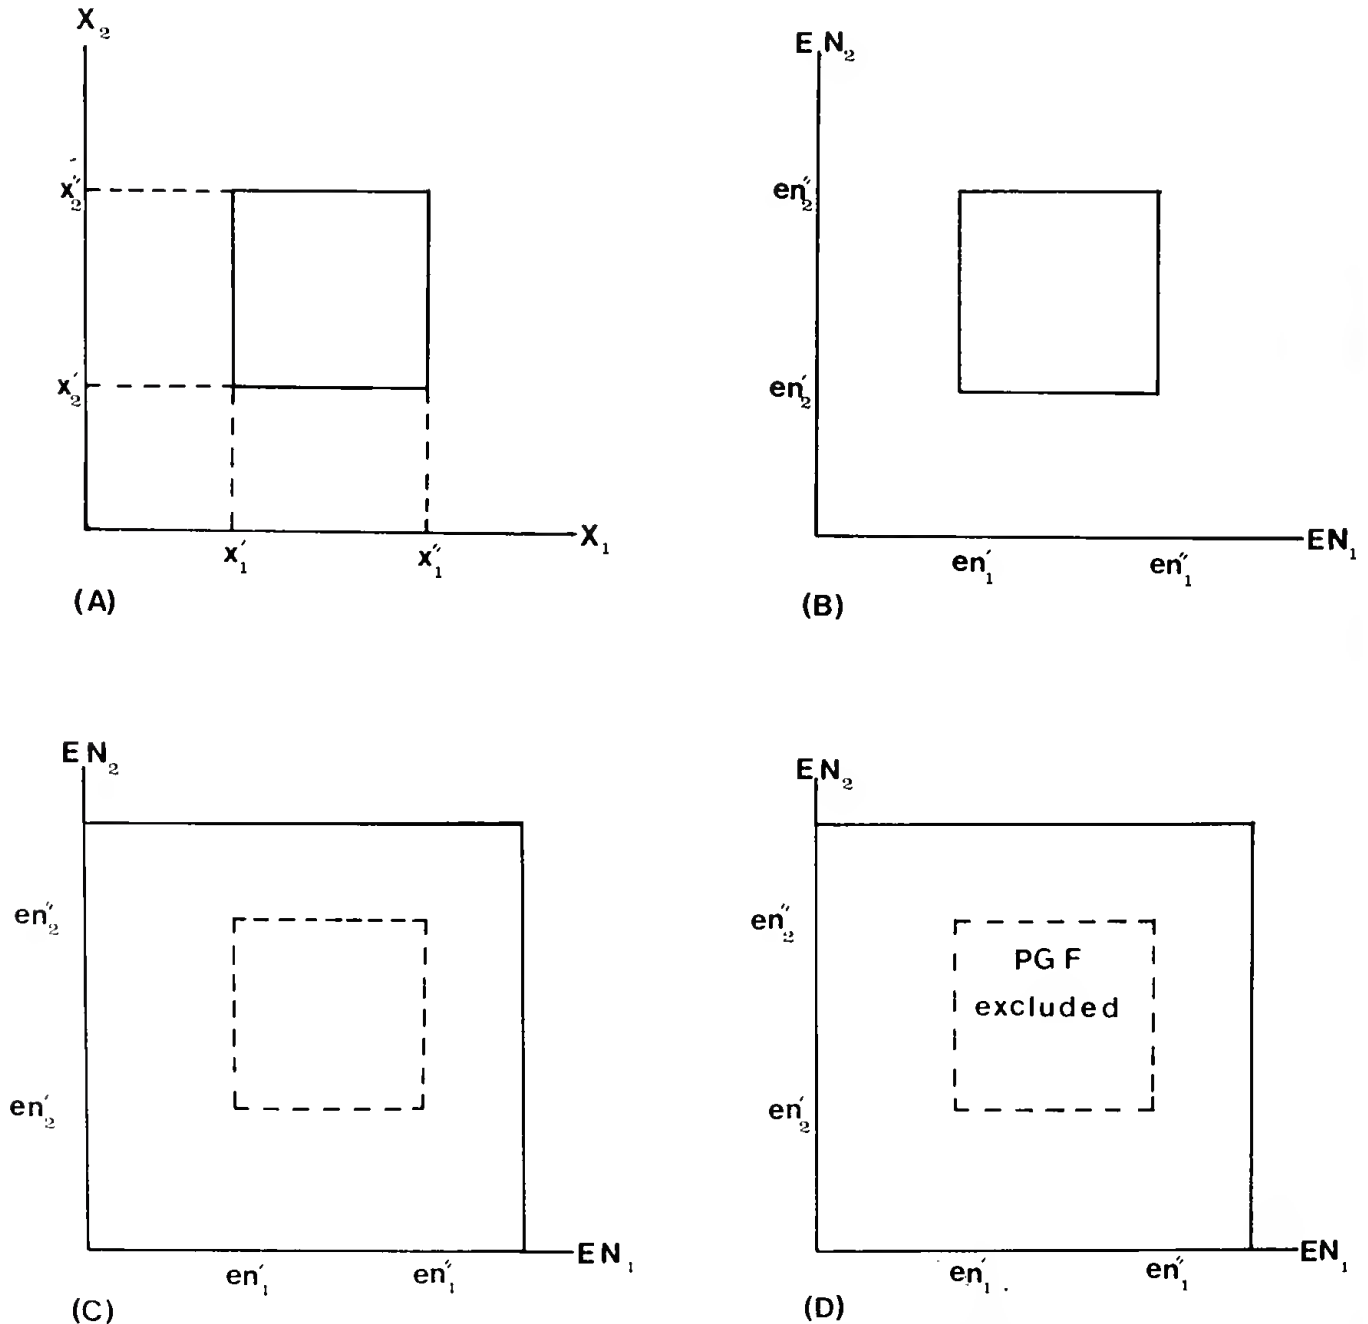 X₂
x₂″
x₂′
x₁′ x₁″ X₁
(A)
EN₂
en₂″
en₂′
en₁′ en₁″ EN₁
(B)
EN₂
en₂″
en₂′
en₁′ en₁″ EN₁
(C)
EN₂
en₂″
PGF
excluded
en₂′
en₁′ en₁″ EN₁
(D)